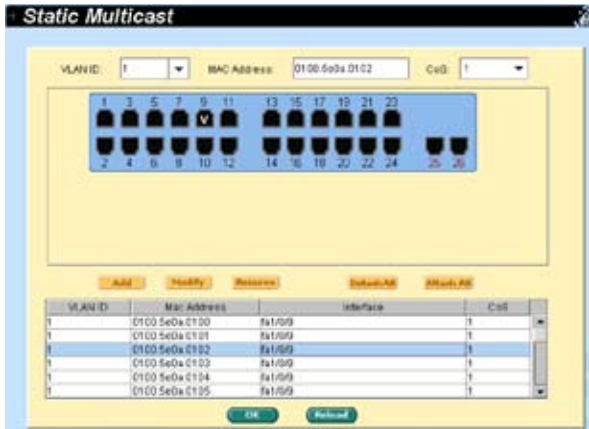 Static Multicast
VLAN ID: 1 MAC Address: 0100.5e0a.0102 CoS: 1
1 3 5 7 9 11 13 15 17 19 21 23
V
2 4 6 8 10 12 14 16 18 20 22 24 25 26
Add Modify Remove Detach All Attach All
VLAN ID Mac Address Interface CoS
1 0100.5e0a.0100 fa1/0/9 1
1 0100.5e0a.0101 fa1/0/9 1
1 0100.5e0a.0102 fa1/0/9 1
1 0100.5e0a.0103 fa1/0/9 1
1 0100.5e0a.0104 fa1/0/9 1
1 0100.5e0a.0105 fa1/0/9 1
OK Reload